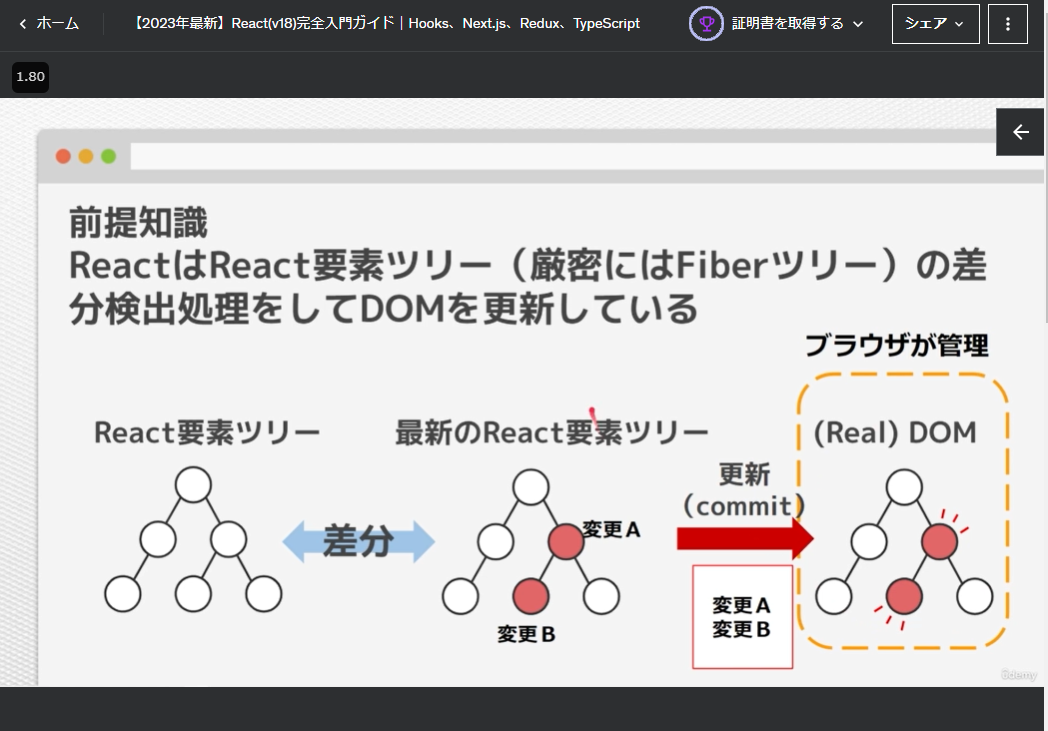 ホーム
【2023年最新】React(v18)完全入門ガイド｜Hooks、Next.js、Redux、TypeScript
証明書を取得する
シェア
1.80
前提知識
ReactはReact要素ツリー（厳密にはFiberツリー）の差
分検出処理をしてDOMを更新している
ブラウザが管理
React要素ツリー
最新のReact要素ツリー
(Real) DOM
更新
（commit）
差分
変更A
変更B
変更A
変更B
ûdemy